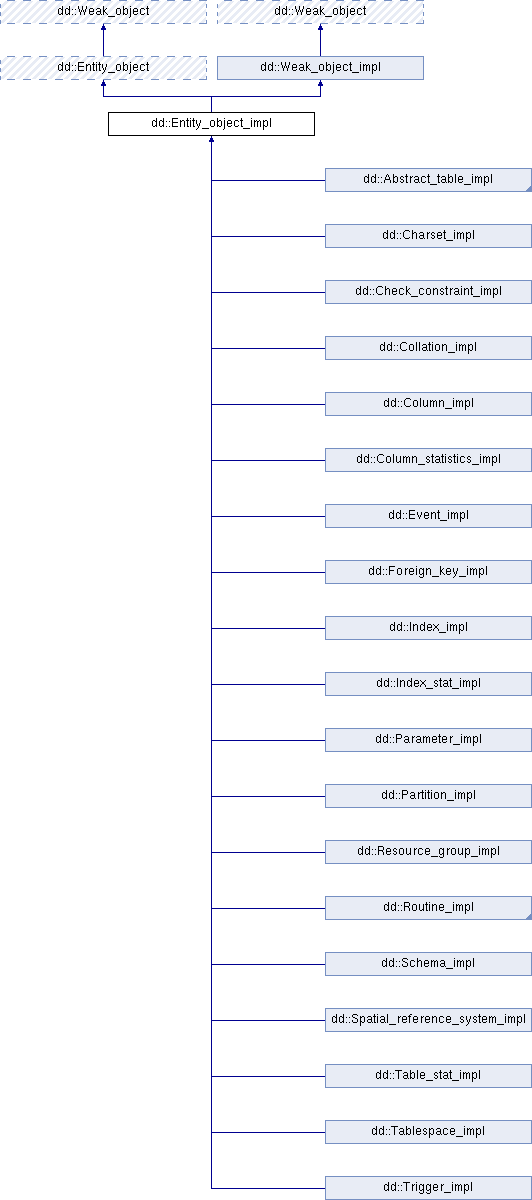 dd::Weak_object
dd::Weak_object
dd::Entity_object
dd::Weak_object_impl
dd::Entity_object_impl
dd::Abstract_table_impl
dd::Charset_impl
dd::Check_constraint_impl
dd::Collation_impl
dd::Column_impl
dd::Column_statistics_impl
dd::Event_impl
dd::Foreign_key_impl
dd::Index_impl
dd::Index_stat_impl
dd::Parameter_impl
dd::Partition_impl
dd::Resource_group_impl
dd::Routine_impl
dd::Schema_impl
dd::Spatial_reference_system_impl
dd::Table_stat_impl
dd::Tablespace_impl
dd::Trigger_impl